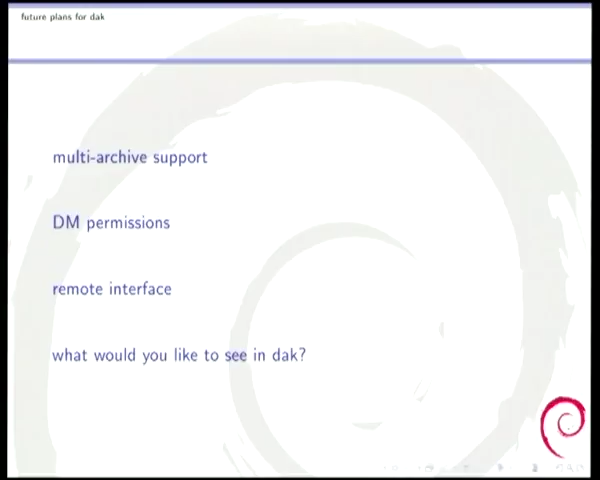 future plans for dak
multi-archive support
DM permissions
remote interface
what would you like to see in dak?